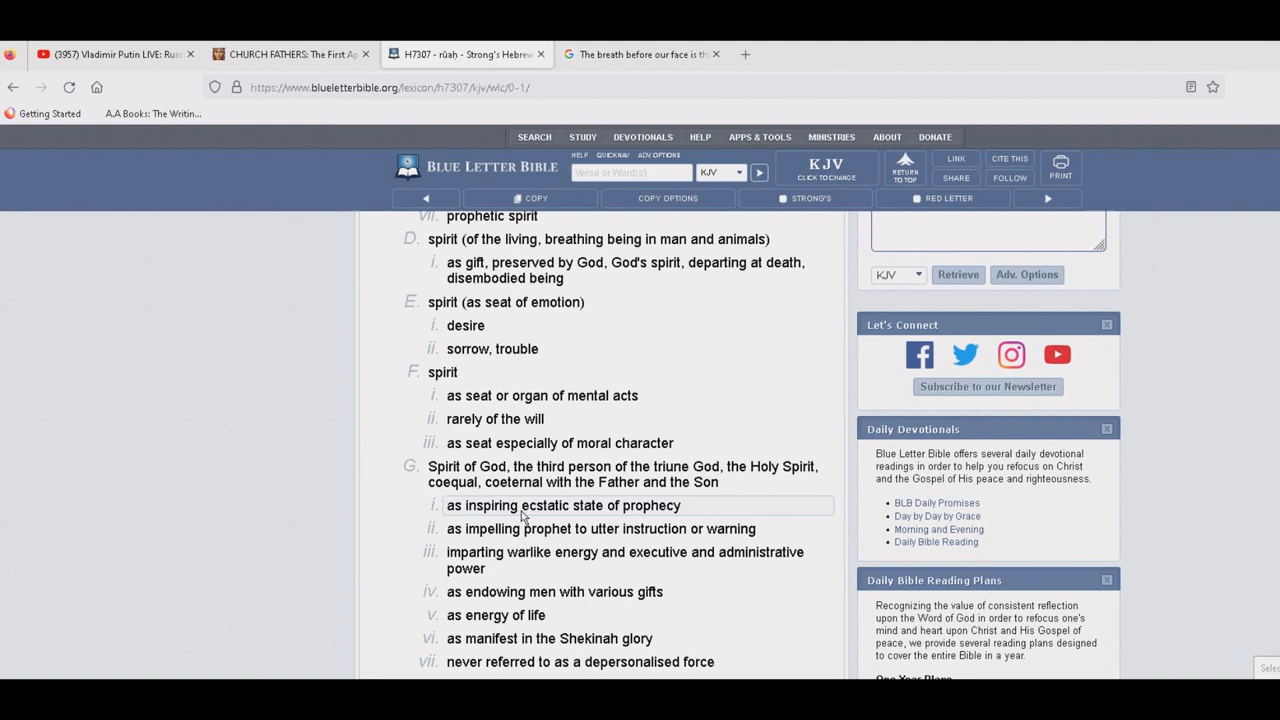 (3957) Vladimir Putin LIVE: Russ
CHURCH FATHERS: The First Ap
H7307 - rûaḥ - Strong's Hebrew
The breath before our face is th
https://www.blueletterbible.org/lexicon/h7307/kjv/wlc/0-1/
Getting Started
A.A Books: The Writin...
SEARCH STUDY DEVOTIONALS HELP APPS & TOOLS MINISTRIES ABOUT DONATE
BLUE LETTER BIBLE
HELP QUICKNAV ADV OPTIONS
Verse or Word(s)
KJV
KJV
CLICK TO CHANGE
RETURN
TO TOP
LINK
CITE THIS
SHARE
FOLLOW
PRINT
COPY
COPY OPTIONS
STRONG'S
RED LETTER
vii. prophetic spirit
D. spirit (of the living, breathing being in man and animals)
i. as gift, preserved by God, God's spirit, departing at death,
disembodied being
E. spirit (as seat of emotion)
i. desire
ii. sorrow, trouble
F. spirit
i. as seat or organ of mental acts
ii. rarely of the will
iii. as seat especially of moral character
G. Spirit of God, the third person of the triune God, the Holy Spirit,
coequal, coeternal with the Father and the Son
i. as inspiring ecstatic state of prophecy
ii. as impelling prophet to utter instruction or warning
iii. imparting warlike energy and executive and administrative
power
iv. as endowing men with various gifts
v. as energy of life
vi. as manifest in the Shekinah glory
vii. never referred to as a depersonalised force
KJV
Retrieve
Adv. Options
Let's Connect
Subscribe to our Newsletter
Daily Devotionals
Blue Letter Bible offers several daily devotional
readings in order to help you refocus on Christ
and the Gospel of His peace and righteousness.
BLB Daily Promises
Day by Day by Grace
Morning and Evening
Daily Bible Reading
Daily Bible Reading Plans
Recognizing the value of consistent reflection
upon the Word of God in order to refocus one's
mind and heart upon Christ and His Gospel of
peace, we provide several reading plans designed
to cover the entire Bible in a year.
One Year Plans
Selec